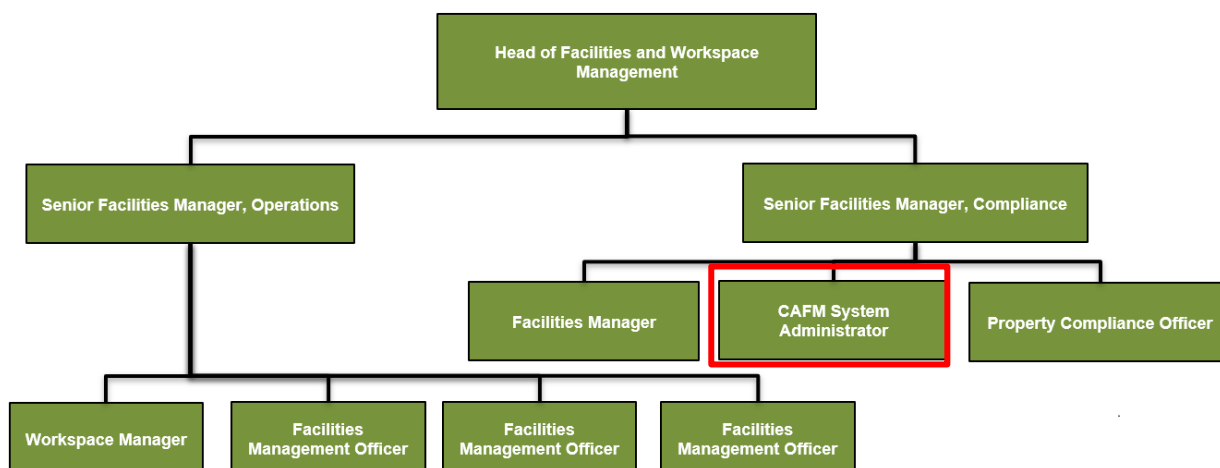 Head of Facilities and Workspace
Management
Senior Facilities Manager, Operations
Senior Facilities Manager, Compliance
Facilities Manager
CAFM System
Administrator
Property Compliance Officer
Workspace Manager
Facilities
Management Officer
Facilities
Management Officer
Facilities
Management Officer